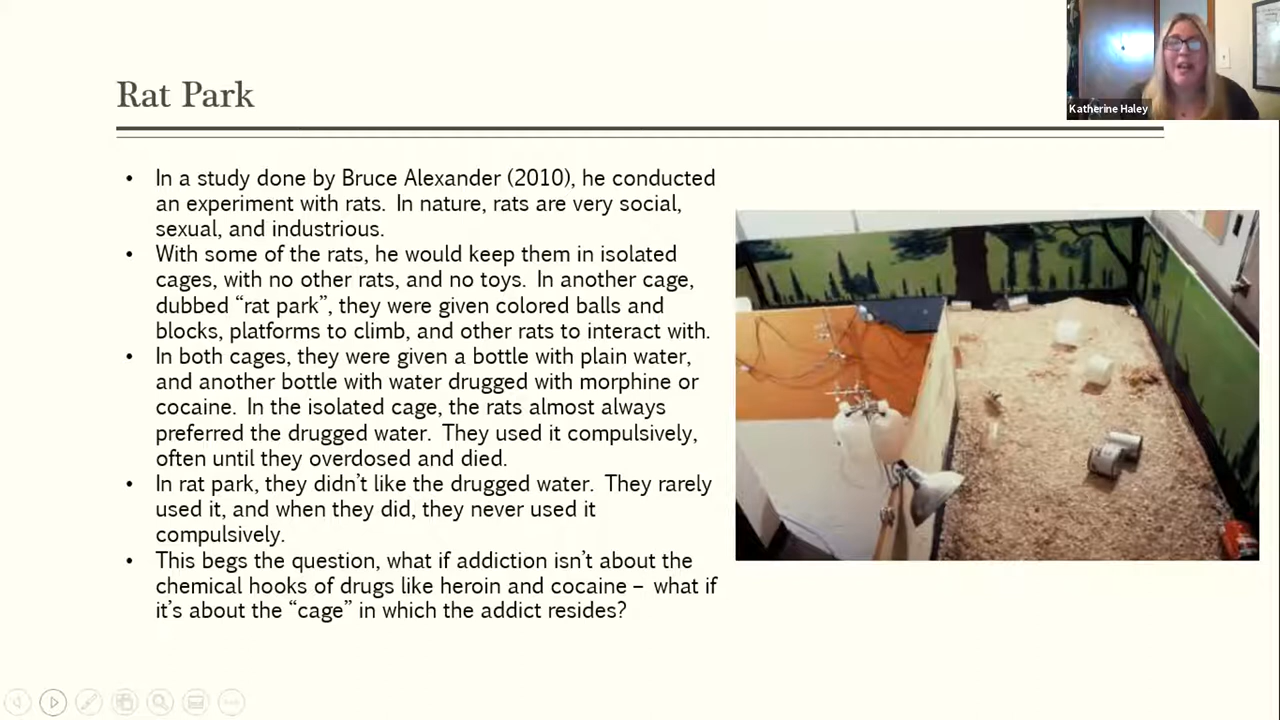 Rat Park
Katherine Haley
• In a study done by Bruce Alexander (2010), he conducted
an experiment with rats. In nature, rats are very social,
sexual, and industrious.
• With some of the rats, he would keep them in isolated
cages, with no other rats, and no toys. In another cage,
dubbed “rat park”, they were given colored balls and
blocks, platforms to climb, and other rats to interact with.
• In both cages, they were given a bottle with plain water,
and another bottle with water drugged with morphine or
cocaine. In the isolated cage, the rats almost always
preferred the drugged water. They used it compulsively,
often until they overdosed and died.
• In rat park, they didn’t like the drugged water. They rarely
used it, and when they did, they never used it
compulsively.
• This begs the question, what if addiction isn’t about the
chemical hooks of drugs like heroin and cocaine – what if
it’s about the “cage” in which the addict resides?